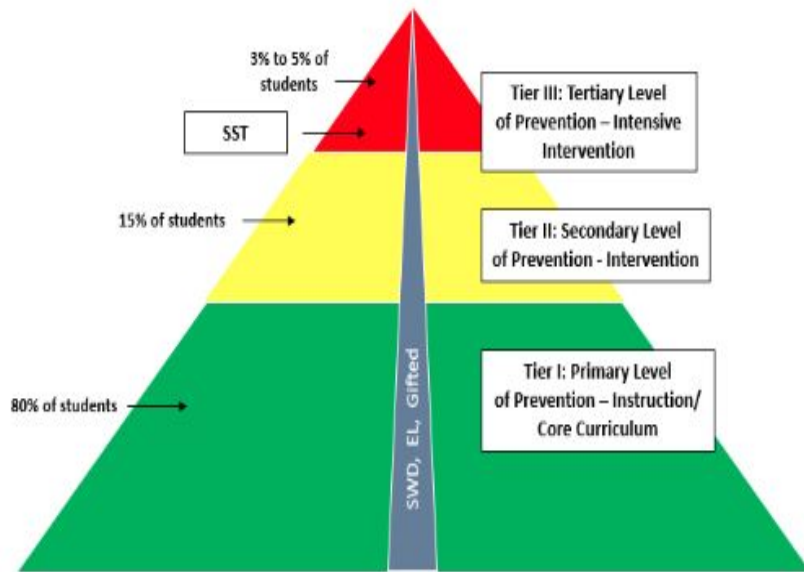 3% to 5% of
students
SST
Tier III: Tertiary Level
of Prevention – Intensive
Intervention
15% of students
Tier II: Secondary Level
of Prevention - Intervention
80% of students
Tier I: Primary Level
of Prevention – Instruction/
Core Curriculum
SWD, EL, Gifted